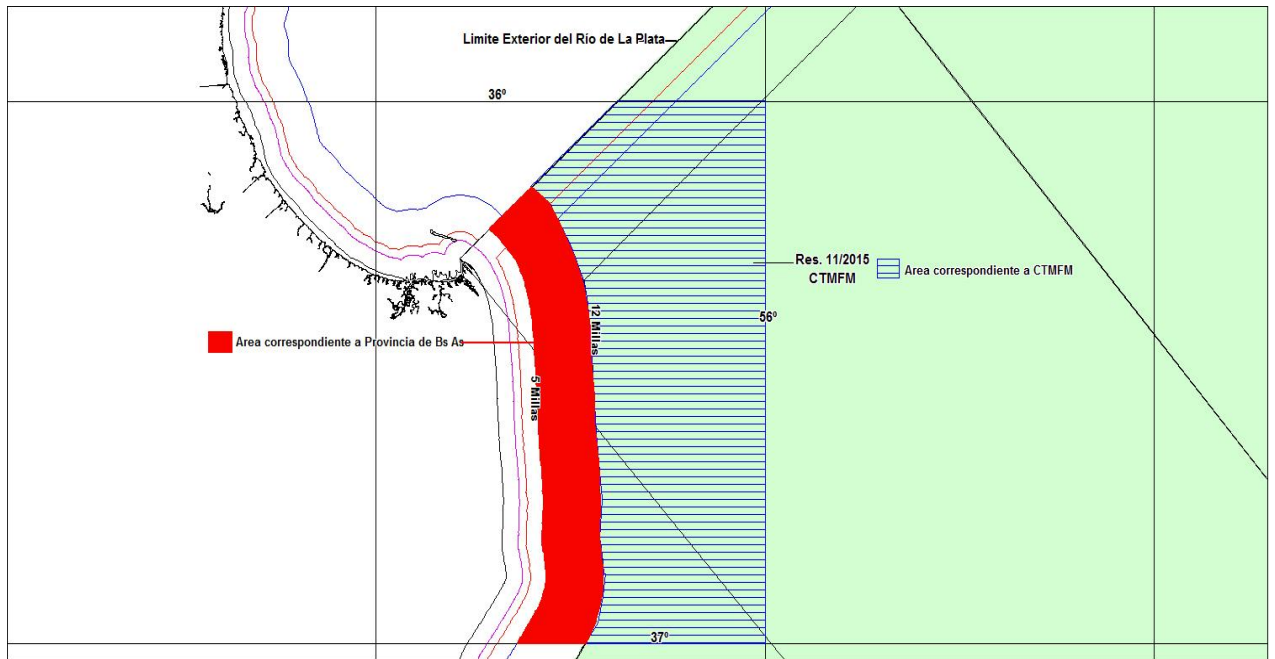 Limite Exterior del Río de La Plata
36º
Res. 11/2015
CTMFM
Area correspondiente a CTMFM
56º
12 Millas
Area correspondiente a Provincia de Bs As
5 Millas
37º